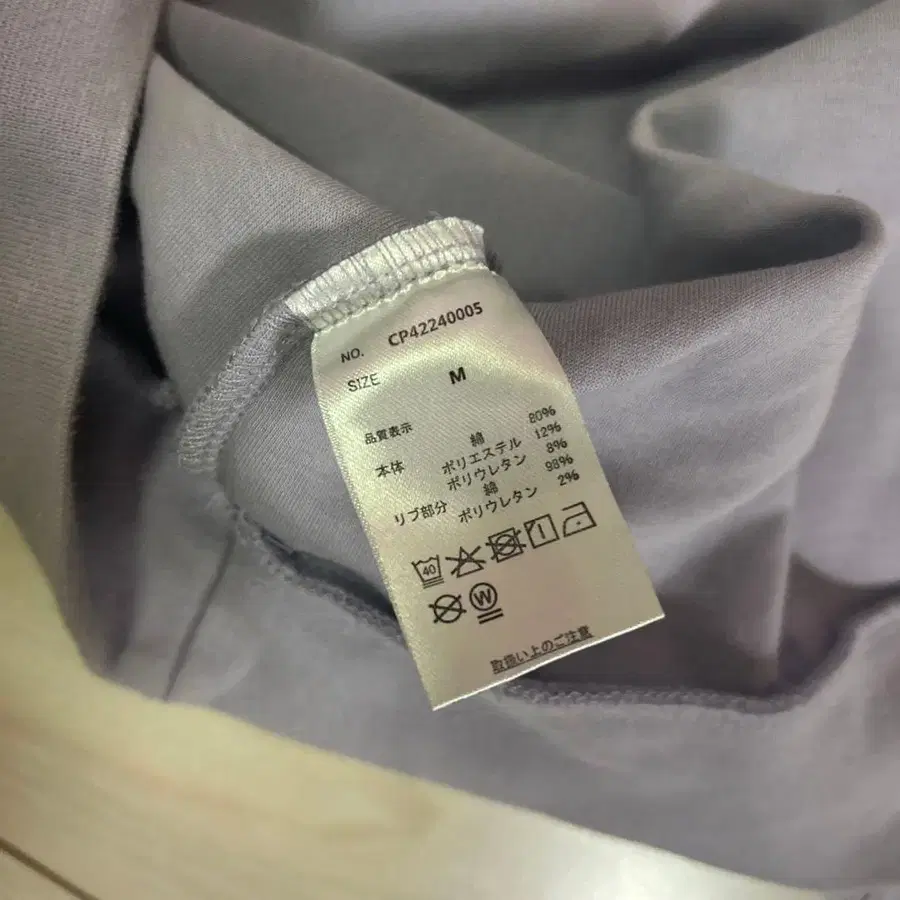 NO. CP42240005
SIZE M
品質表示
本体 綿 80%
ポリエステル 12%
ポリウレタン 8%
リブ部分 綿 98%
ポリウレタン 2%
40
W
取扱い上のご注意